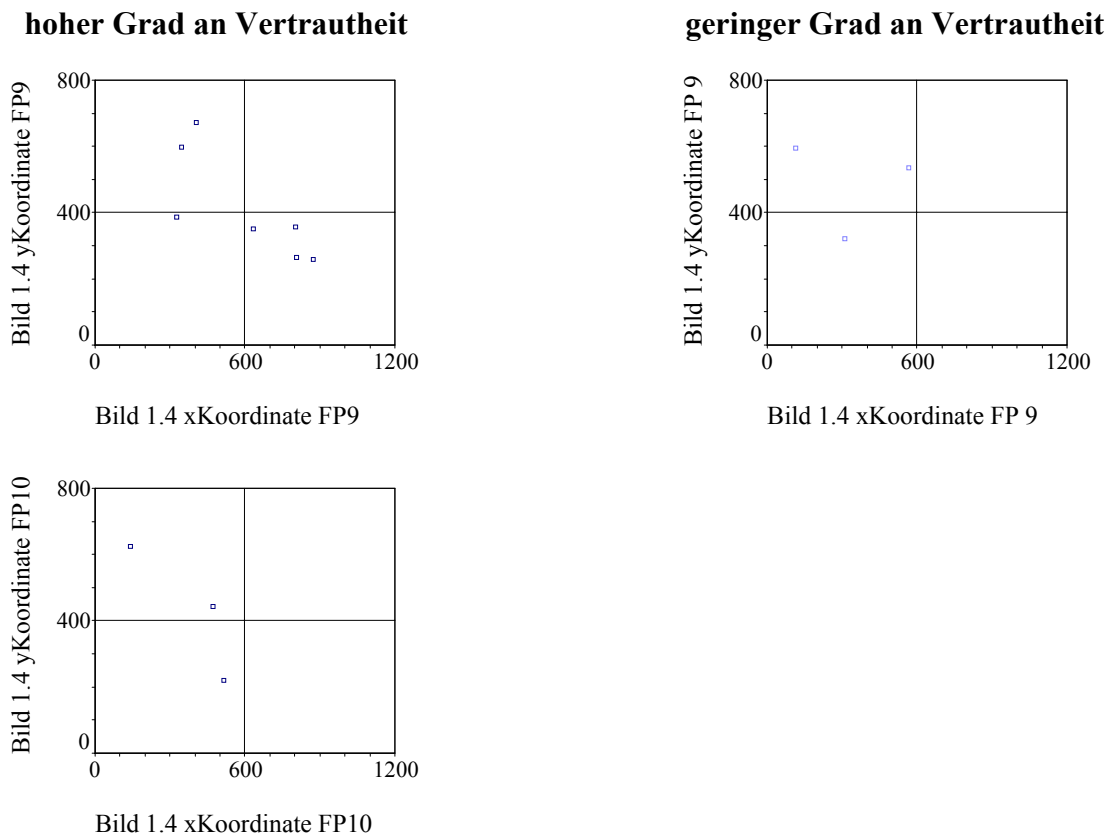 hoher Grad an Vertrautheit
geringer Grad an Vertrautheit
Bild 1.4 yKoordinate FP9
800
400
0
0
600
1200
Bild 1.4 xKoordinate FP9
Bild 1.4 yKoordinate FP 9
800
400
0
0
600
1200
Bild 1.4 xKoordinate FP 9
Bild 1.4 yKoordinate FP10
800
400
0
0
600
1200
Bild 1.4 xKoordinate FP10